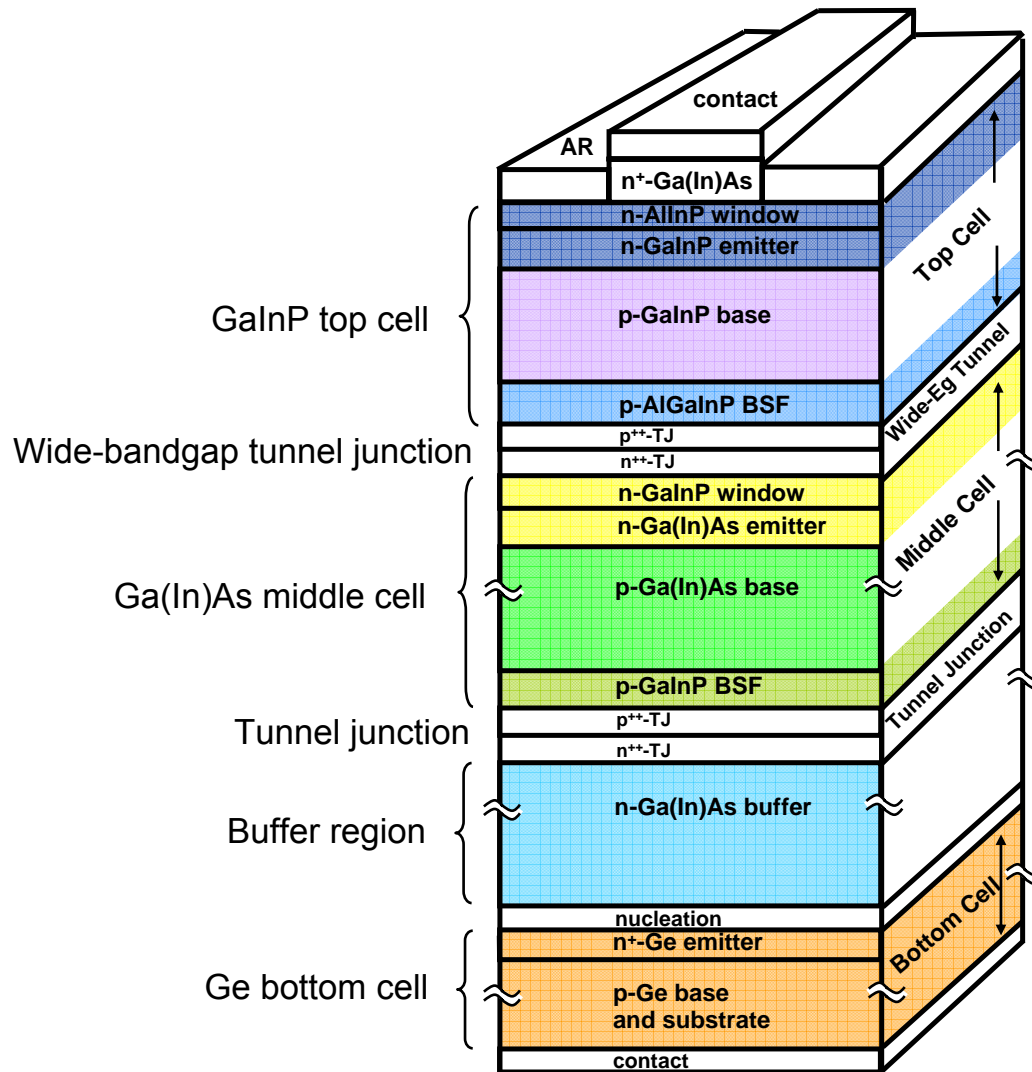 contact
AR
n⁺-Ga(In)As
n-AlInP window
n-GaInP emitter
p-GaInP base
p-AlGaInP BSF
p⁺⁺-TJ
n⁺⁺-TJ
n-GaInP window
n-Ga(In)As emitter
p-Ga(In)As base
p-GaInP BSF
p⁺⁺-TJ
n⁺⁺-TJ
n-Ga(In)As buffer
nucleation
n⁺-Ge emitter
p-Ge base
and substrate
contact
GaInP top cell
Wide-bandgap tunnel junction
Ga(In)As middle cell
Tunnel junction
Buffer region
Ge bottom cell
Top Cell
Wide-Eg Tunnel
Middle Cell
Tunnel Junction
Bottom Cell